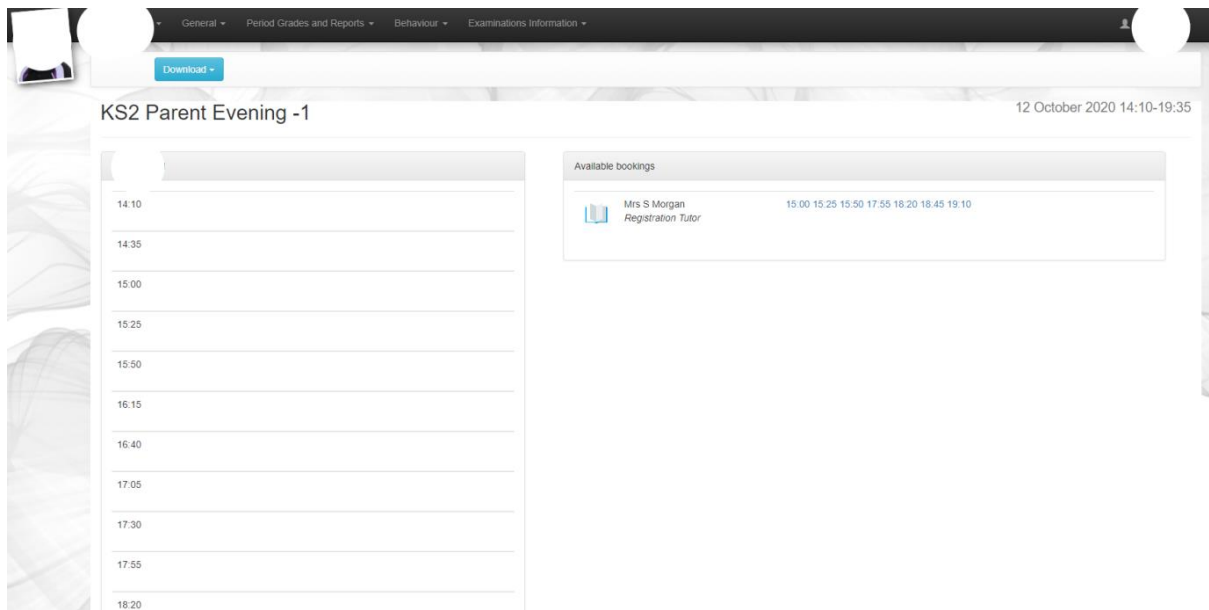 General Period Grades and Reports Behaviour Examinations Information
Download
KS2 Parent Evening -1 12 October 2020 14:10-19:35
Available bookings
14:10
14:35
15:00
15:25
15:50
16:15
16:40
17:05
17:30
17:55
18:20
Mrs S Morgan 15:00 15:25 15:50 17:55 18:20 18:45 19:10
Registration Tutor